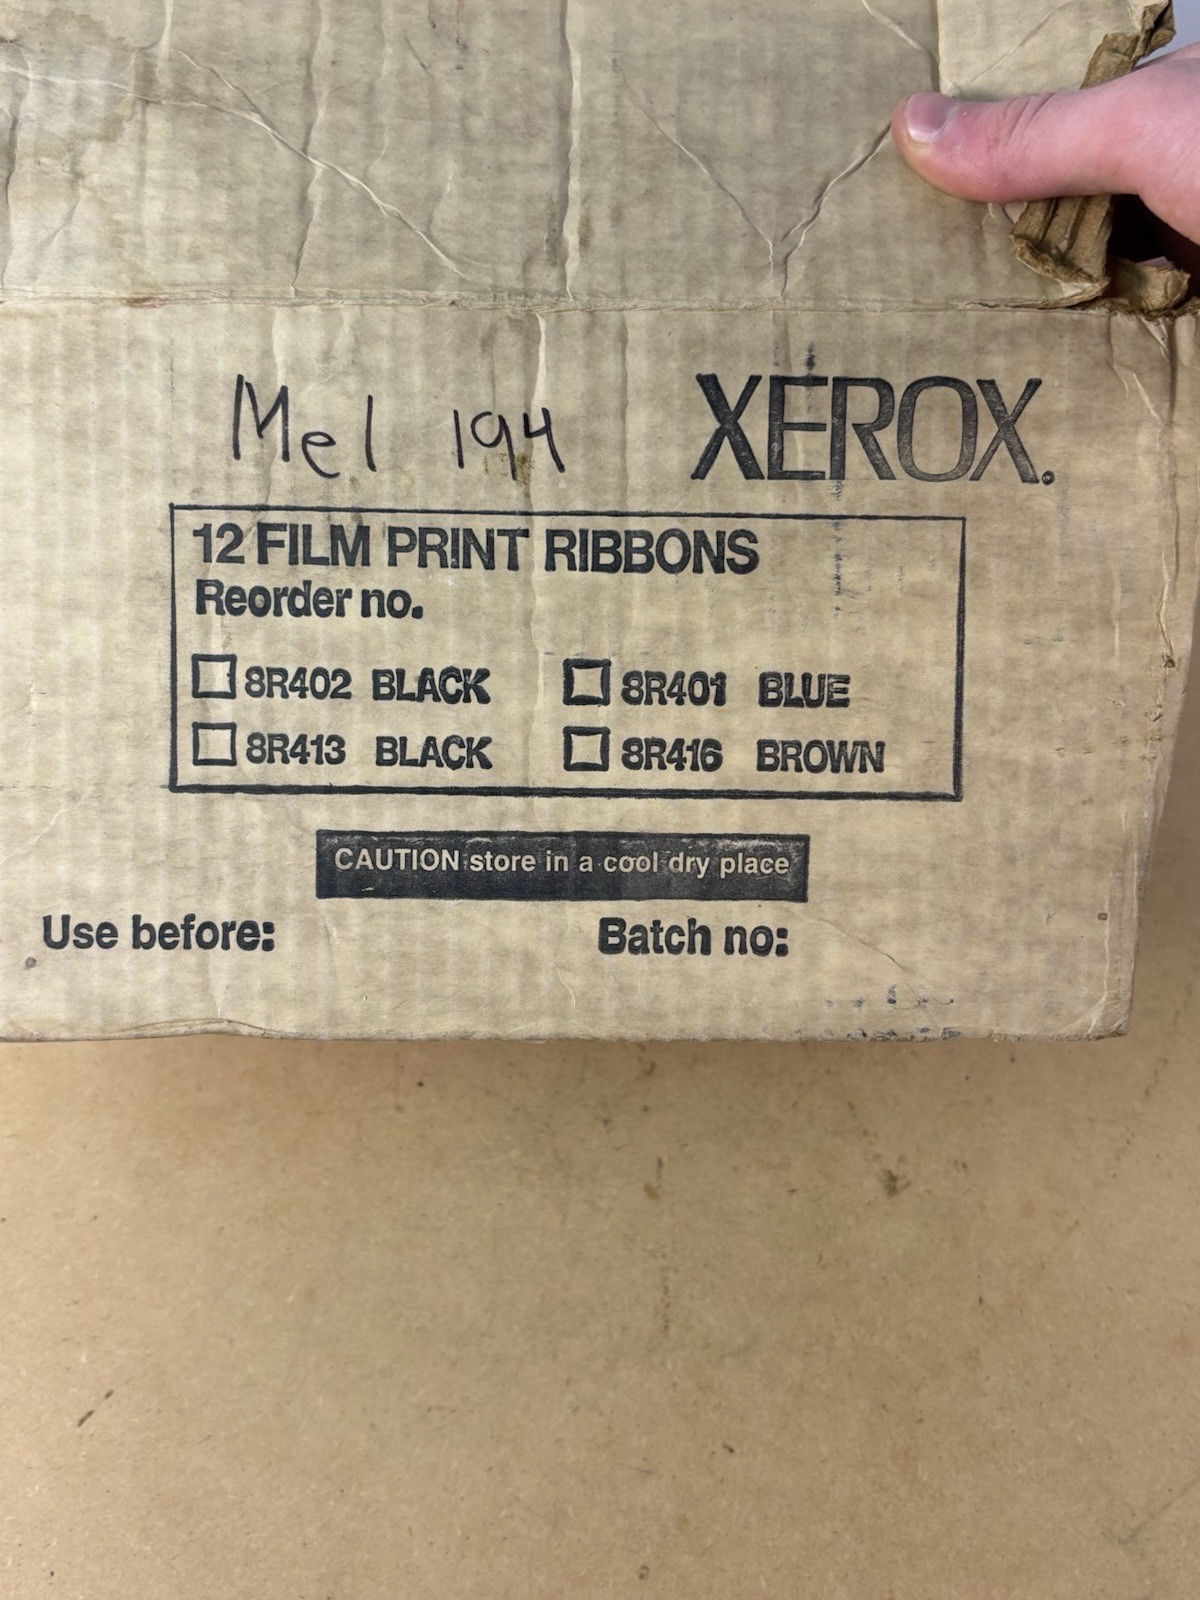 Mel 194 XEROX.
12 FILM PRINT RIBBONS
Reorder no.
8R402 BLACK 8R401 BLUE
8R413 BLACK 8R416 BROWN
CAUTION: store in a cool dry place
Use before: Batch no: